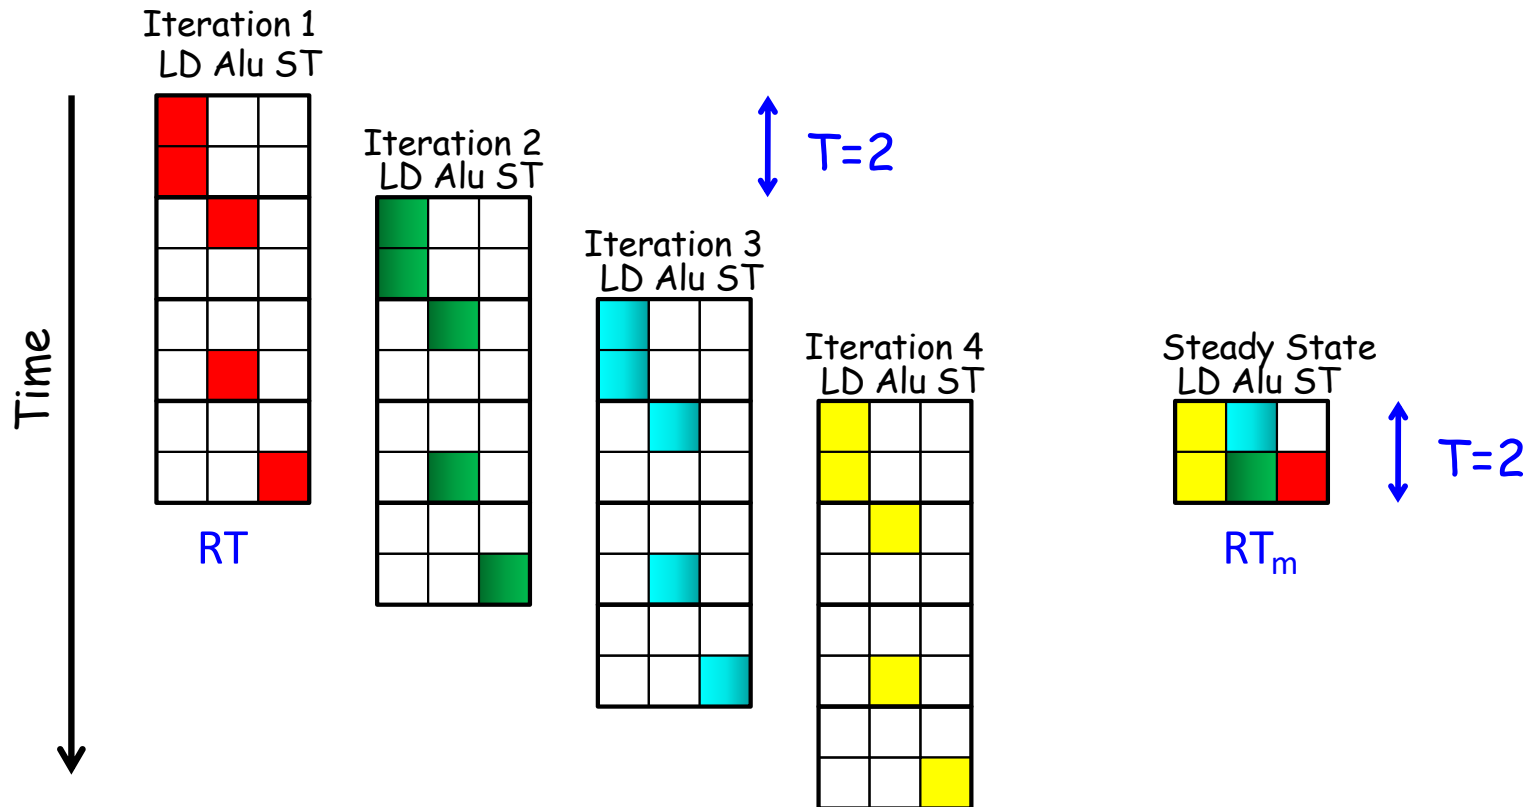 Iteration 1
LD Alu ST
Iteration 2
LD Alu ST
T=2
Iteration 3
LD Alu ST
Iteration 4
LD Alu ST
Steady State
LD Alu ST
Time
T=2
RT
RTm